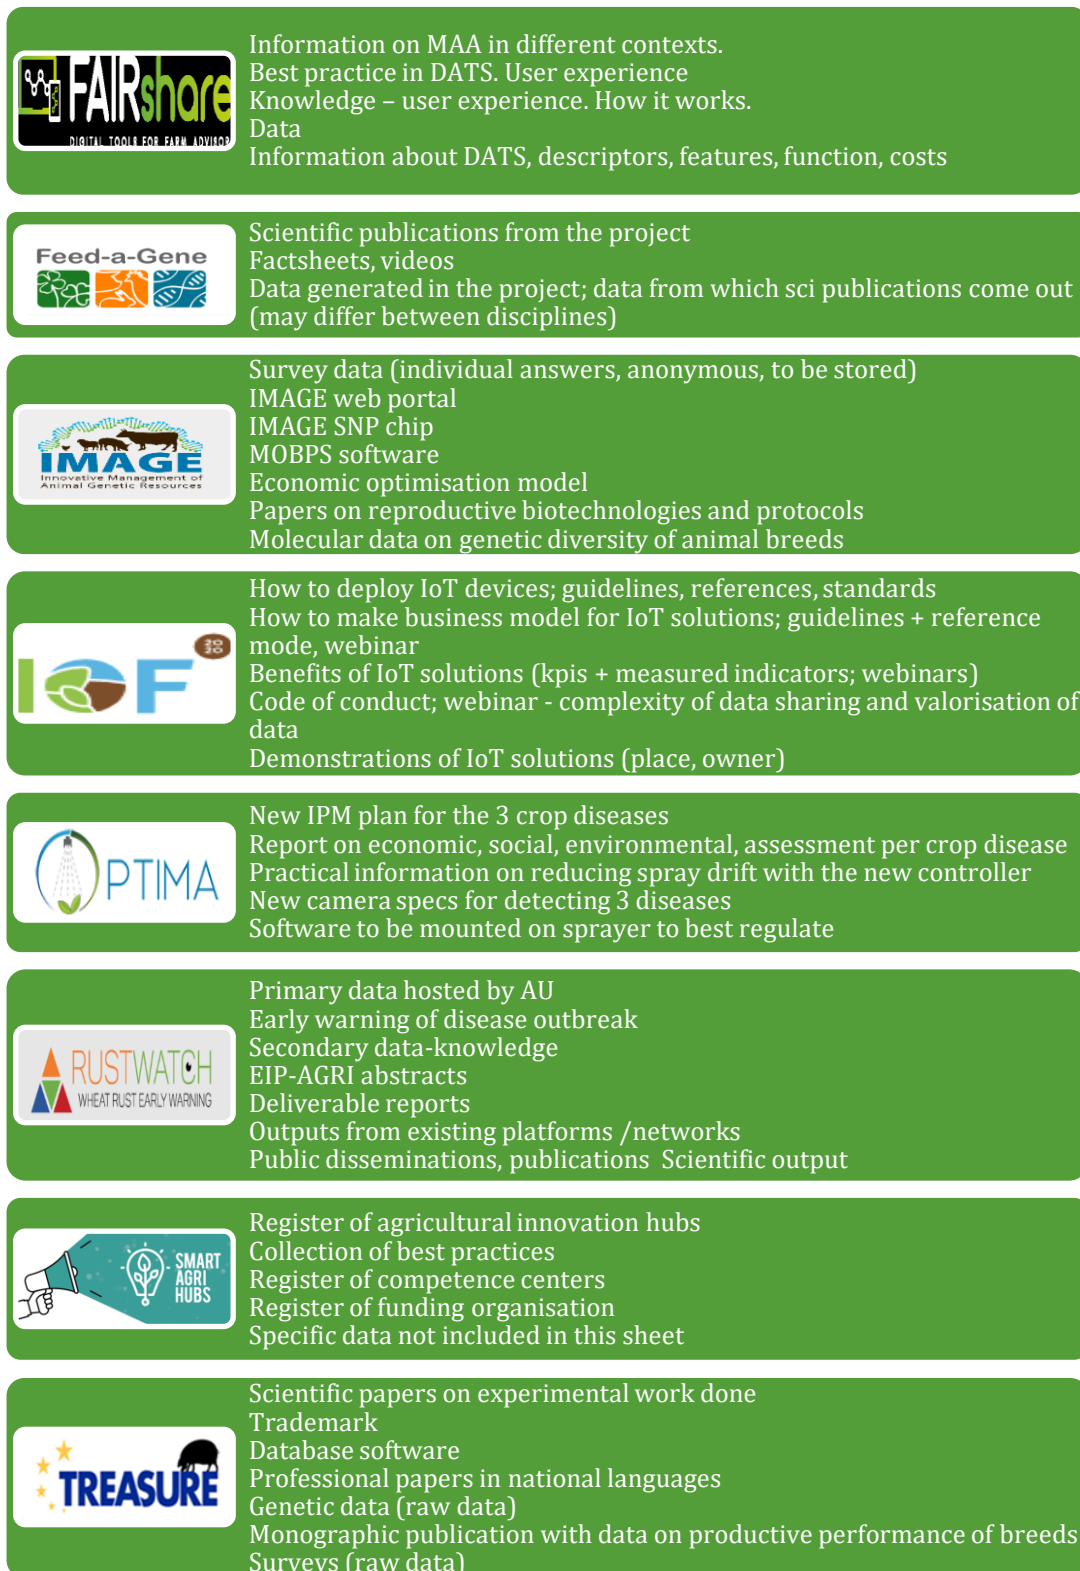 FAIRshare
DIGITAL TOOLS FOR FARM ADVISOR
Information on MAA in different contexts.
Best practice in DATS. User experience
Knowledge – user experience. How it works.
Data
Information about DATS, descriptors, features, function, costs
Feed-a-Gene
Scientific publications from the project
Factsheets, videos
Data generated in the project; data from which sci publications come out
(may differ between disciplines)
IMAGE
Innovative Management of
Animal Genetic Resources
Survey data (individual answers, anonymous, to be stored)
IMAGE web portal
IMAGE SNP chip
MOBPS software
Economic optimisation model
Papers on reproductive biotechnologies and protocols
Molecular data on genetic diversity of animal breeds
IOF
20
20
How to deploy IoT devices; guidelines, references, standards
How to make business model for IoT solutions; guidelines + reference
mode, webinar
Benefits of IoT solutions (kpis + measured indicators; webinars)
Code of conduct; webinar - complexity of data sharing and valorisation of
data
Demonstrations of IoT solutions (place, owner)
OPTIMA
New IPM plan for the 3 crop diseases
Report on economic, social, environmental, assessment per crop disease
Practical information on reducing spray drift with the new controller
New camera specs for detecting 3 diseases
Software to be mounted on sprayer to best regulate
RUSTWATCH
WHEAT RUST EARLY WARNING
Primary data hosted by AU
Early warning of disease outbreak
Secondary data-knowledge
EIP-AGRI abstracts
Deliverable reports
Outputs from existing platforms /networks
Public disseminations, publications  Scientific output
SMART
AGRI
HUBS
Register of agricultural innovation hubs
Collection of best practices
Register of competence centers
Register of funding organisation
Specific data not included in this sheet
TREASURE
Scientific papers on experimental work done
Trademark
Database software
Professional papers in national languages
Genetic data (raw data)
Monographic publication with data on productive performance of breeds
Surveys (raw data)